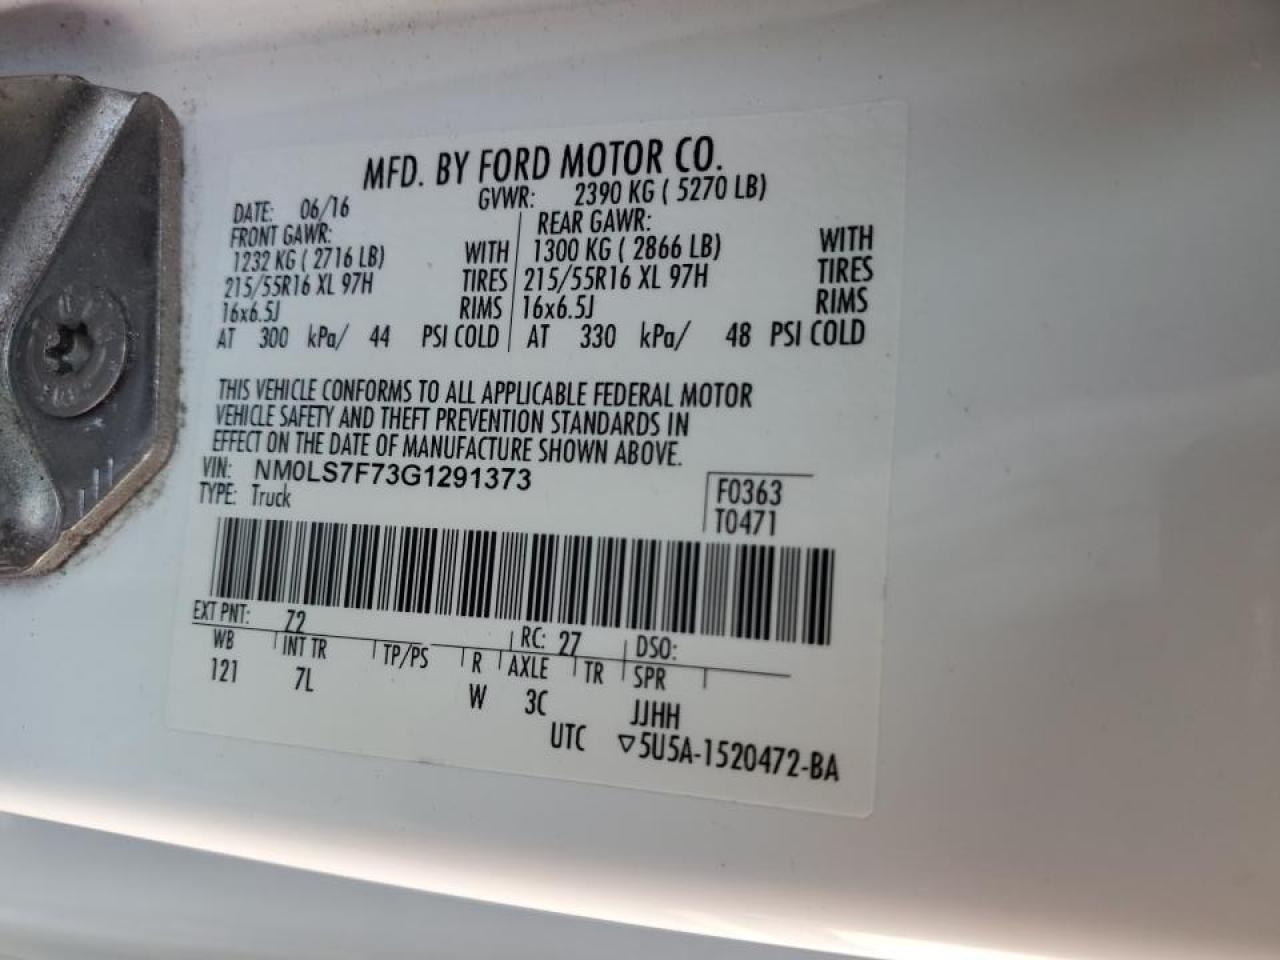 MFD. BY FORD MOTOR CO.
DATE: 06/16 GVWR: 2390 KG ( 5270 LB)
FRONT GAWR: REAR GAWR:
1232 KG ( 2716 LB) WITH 1300 KG ( 2866 LB) WITH
215/55R16 XL 97H TIRES 215/55R16 XL 97H TIRES
16x6.5J RIMS 16x6.5J RIMS
AT 300 kPa/ 44 PSI COLD AT 330 kPa/ 48 PSI COLD
THIS VEHICLE CONFORMS TO ALL APPLICABLE FEDERAL MOTOR
VEHICLE SAFETY AND THEFT PREVENTION STANDARDS IN
EFFECT ON THE DATE OF MANUFACTURE SHOWN ABOVE.
VIN: NM0LS7F73G1291373
TYPE: Truck
F0363
T0471
EXT PNT: Z2 RC: 27 DSO:
WB INT TR TP/PS R AXLE TR SPR
121 7L W 3C JJHH
UTC ▽5U5A-1520472-BA